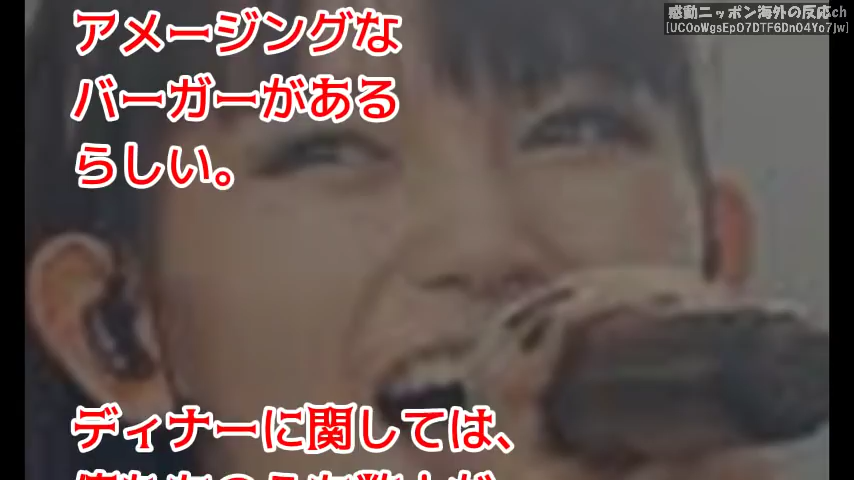 感動ニッポン海外の反応ch
[UCOoWgsEpO7DTF6DnO4Yo7jw]
アメージングな
バーガーがある
らしい。
ディナーに関しては、